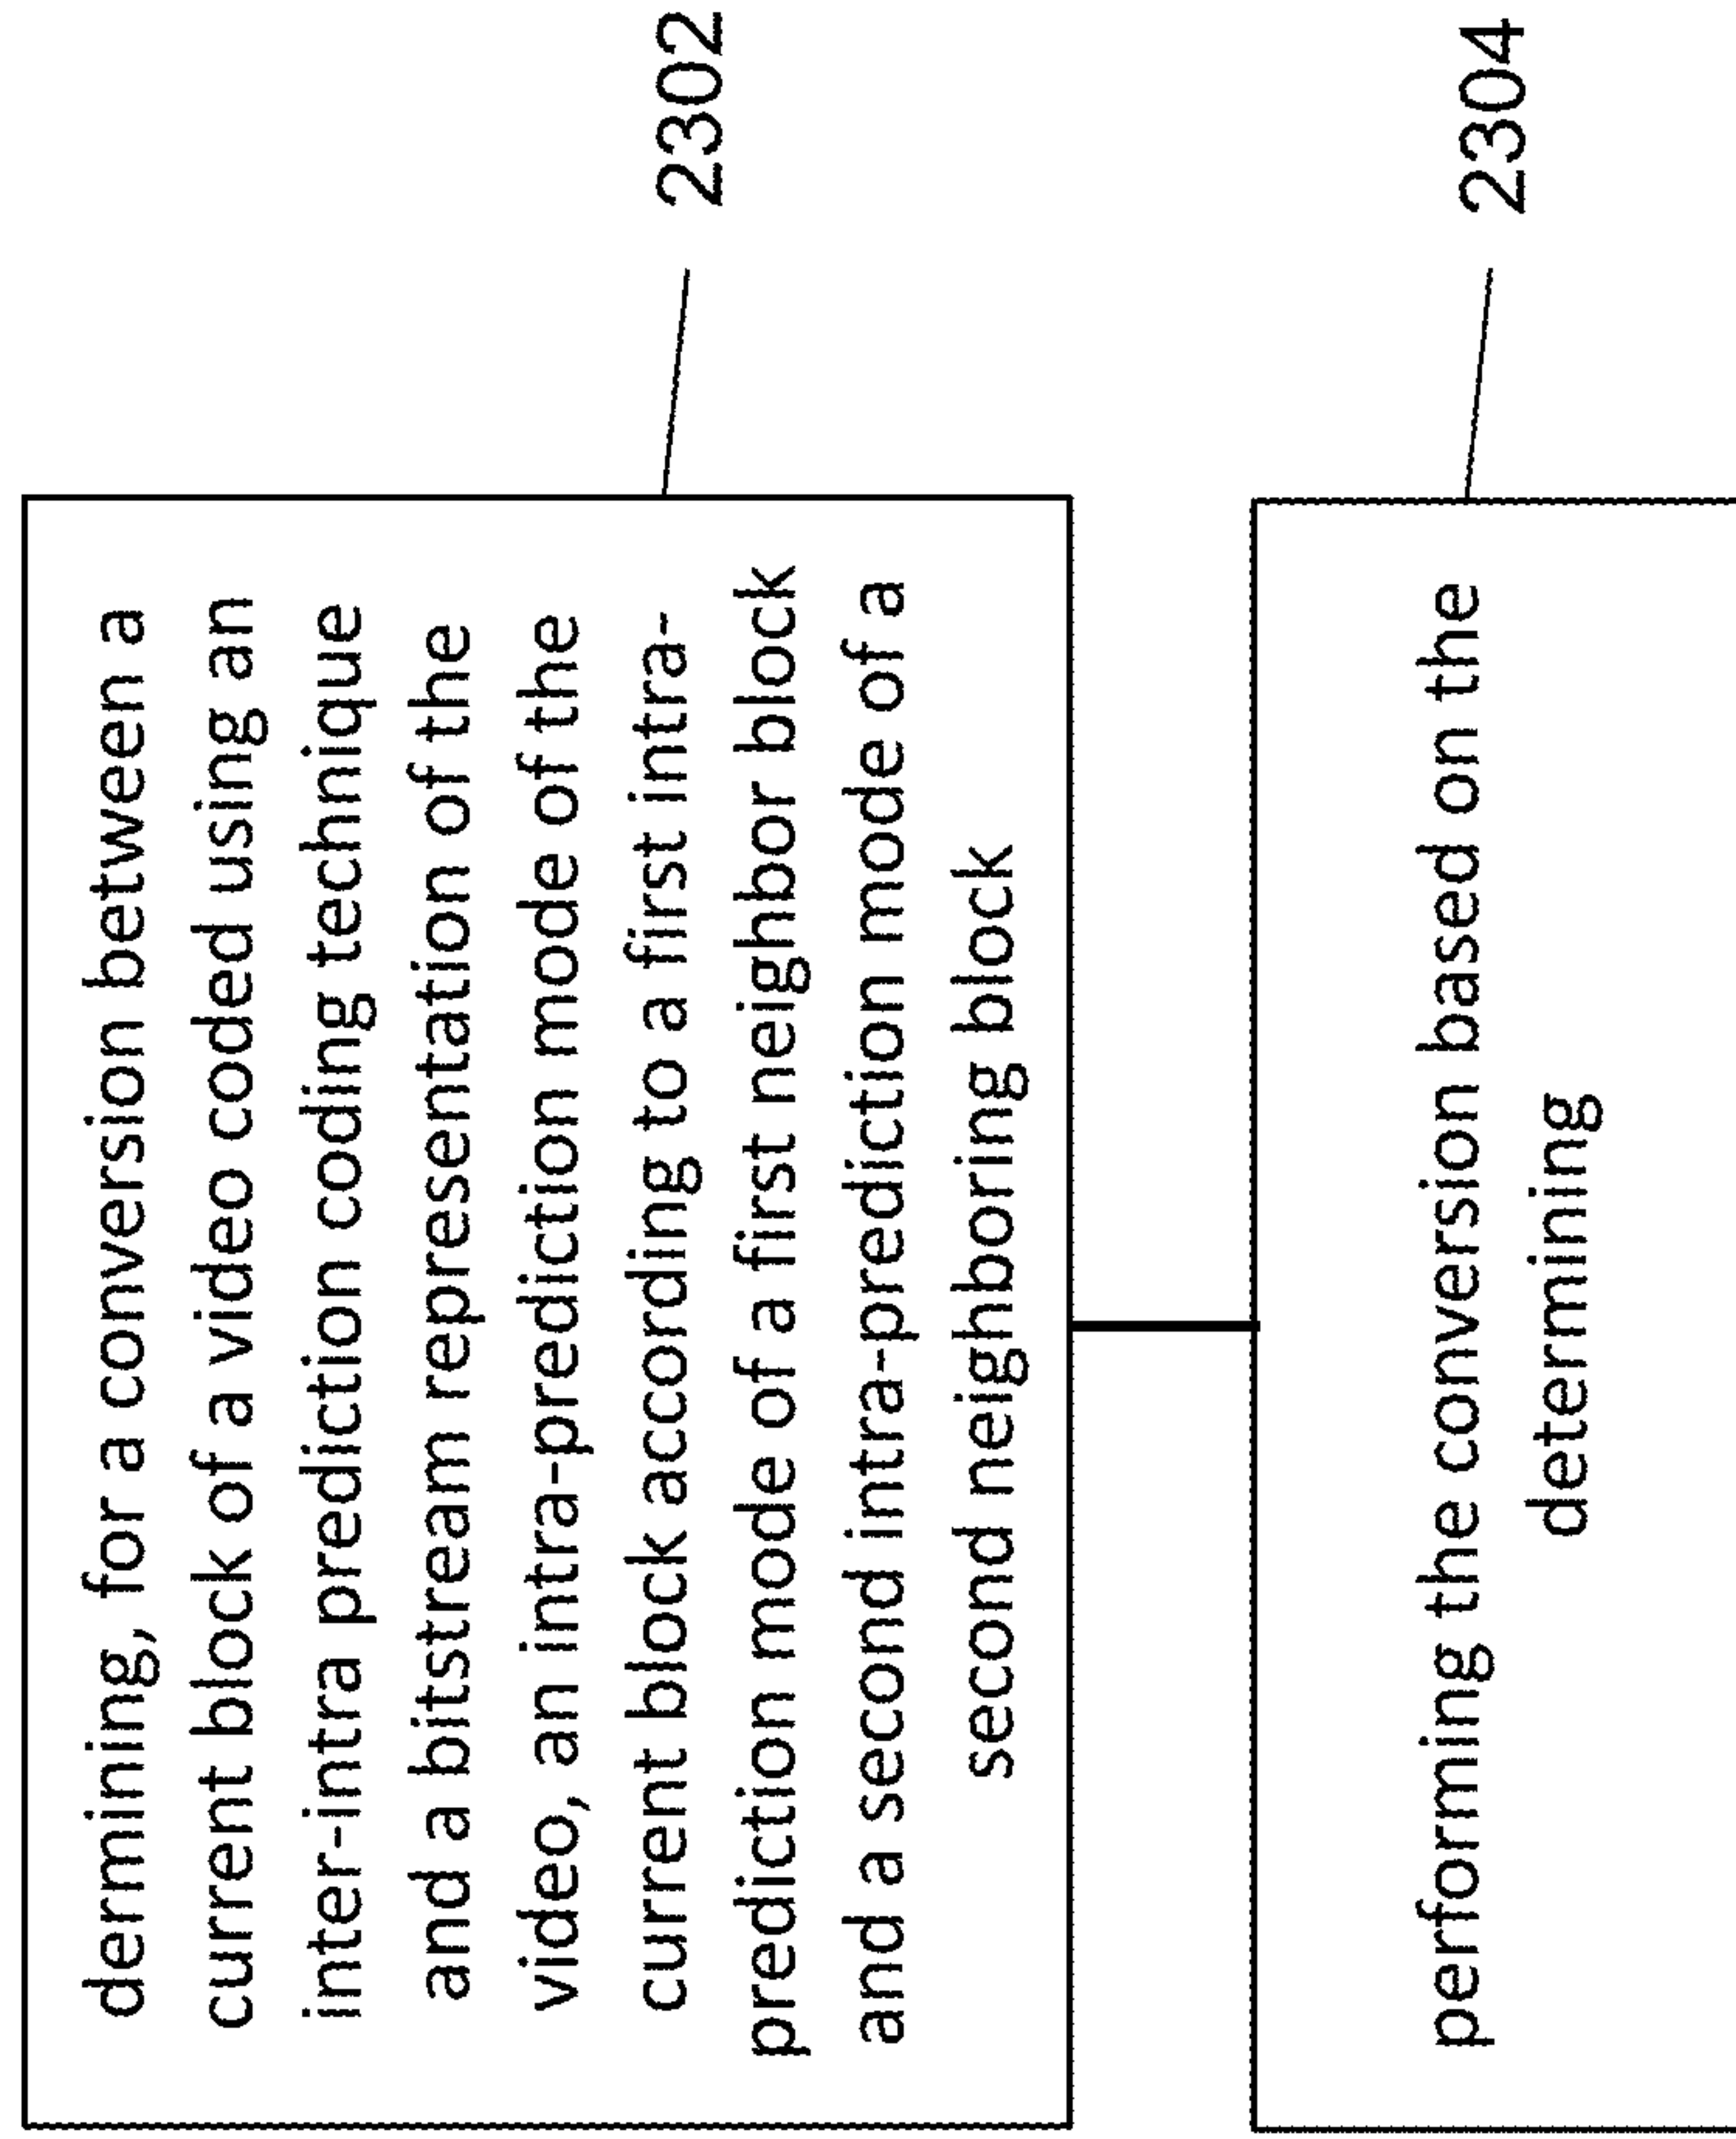 dermining, for a conversion between a
current block of a video coded using an
inter-intra prediction coding technique
and a bitstream representation of the
video, an intra-prediction mode of the
current block according to a first intra-
prediction mode of a first neighbor block
and a second intra-prediction mode of a
second neighboring block
2302
performing the conversion based on the
determining
2304